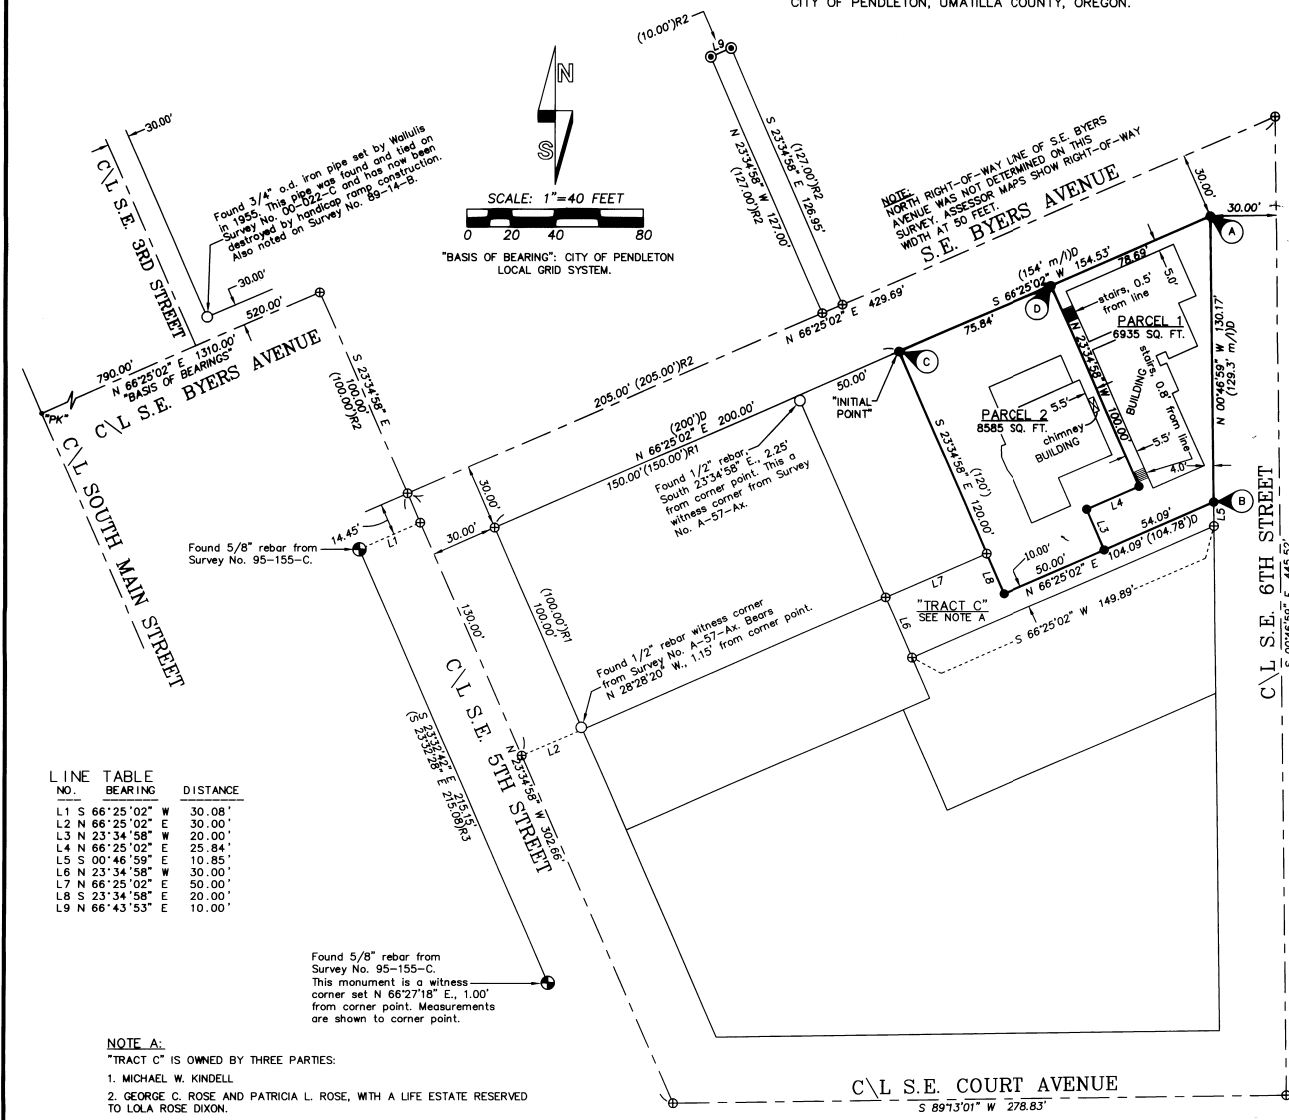 CITY OF PENDLETON, UMATILLA COUNTY, OREGON.
(10.00')R2
L9
N
S
SCALE: 1"=40 FEET
0 20 40 60 80
"BASIS OF BEARING": CITY OF PENDLETON
LOCAL GRID SYSTEM.
30.00'
C\L S.E. 3RD STREET
Found 3/4" o.d. iron pipe set by Wallulis
in 1955. This pipe was found and tied on
Survey No. 00-022-C and has now been
destroyed by handicap ramp construction.
Also noted on Survey No. 89-14-B.
30.00'
520.00'
790.00'
N 66°25'02" E 1310.00'
"BASIS OF BEARINGS"
C\L S.E. BYERS AVENUE
"PK"
C\L SOUTH MAIN STREET
S 23°34'58" E
100.00'
(100.00')R2
S 23°34'58" E 126.95'
(127.00')R2
N 23°34'58" W 127.00'
(127.00')R2
NOTE:
NORTH RIGHT-OF-WAY LINE OF S.E. BYERS
AVENUE WAS NOT DETERMINED ON THIS
SURVEY. ASSESSOR MAPS SHOW RIGHT-OF-WAY
WIDTH AT 50 FEET.
S.E. BYERS AVENUE
30.00'
30.00'
A
(154' m/l)D
S 66°25'02" W 154.53'
78.69'
75.84'
D
C
N 66°25'02" E 429.69'
205.00' (205.00')R2
50.00'
"INITIAL
POINT"
stairs, 0.5'
from line
5.0'
PARCEL 1
6935 SQ. FT.
N 23°34'58" W 100.00'
BUILDING
stairs, 0.8' from line
N 00°46'59" W 130.17'
(129.3' m/l)D
PARCEL 2
8585 SQ. FT.
5.5'
chimney
BUILDING
5.5'
4.0'
(200')D
N 66°25'02" E 200.00'
150.00'(150.00')R1
Found 1/2" rebar,
South 23°34'58" E., 2.25'
from corner point. This a
witness corner from Survey
No. A-57-Ax.
(120')
S 23°34'58" E 120.00'
L4
L3
B
L5
54.09'
104.09' (104.78')D
10.00'
50.00'
N 66°25'02" E
L8
L7
"TRACT C"
SEE NOTE A
L6
S 66°25'02" W 149.89'
C\L S.E. 6TH STREET
S 00°46'59" E 445.52'
14.45'
L1
30.00'
30.00'
Found 5/8" rebar from
Survey No. 95-155-C.
130.00'
(100.00')R1
100.00'
Found 1/2" rebar witness corner
from Survey No. A-57-Ax. Bears
N 28°28'20" W., 1.15' from corner point.
L2
C\L S.E. 5TH STREET
N 23°34'58" W 302.66'
S 23°32'42" E 215.15'
(S 23°32'28" E 215.08')R3
LINE TABLE
NO. BEARING DISTANCE
L1 S 66°25'02" W 30.08'
L2 N 66°25'02" E 30.00'
L3 N 23°34'58" W 20.00'
L4 N 66°25'02" E 25.84'
L5 S 00°46'59" E 10.85'
L6 N 23°34'58" W 30.00'
L7 N 66°25'02" E 50.00'
L8 S 23°34'58" E 20.00'
L9 N 66°43'53" E 10.00'
Found 5/8" rebar from
Survey No. 95-155-C.
This monument is a witness
corner set N 66°27'18" E., 1.00'
from corner point. Measurements
are shown to corner point.
NOTE A:
"TRACT C" IS OWNED BY THREE PARTIES:
1. MICHAEL W. KINDELL
2. GEORGE C. ROSE AND PATRICIA L. ROSE, WITH A LIFE ESTATE RESERVED
TO LOLA ROSE DIXON.
C\L S.E. COURT AVENUE
S 89°13'01" W 278.83'